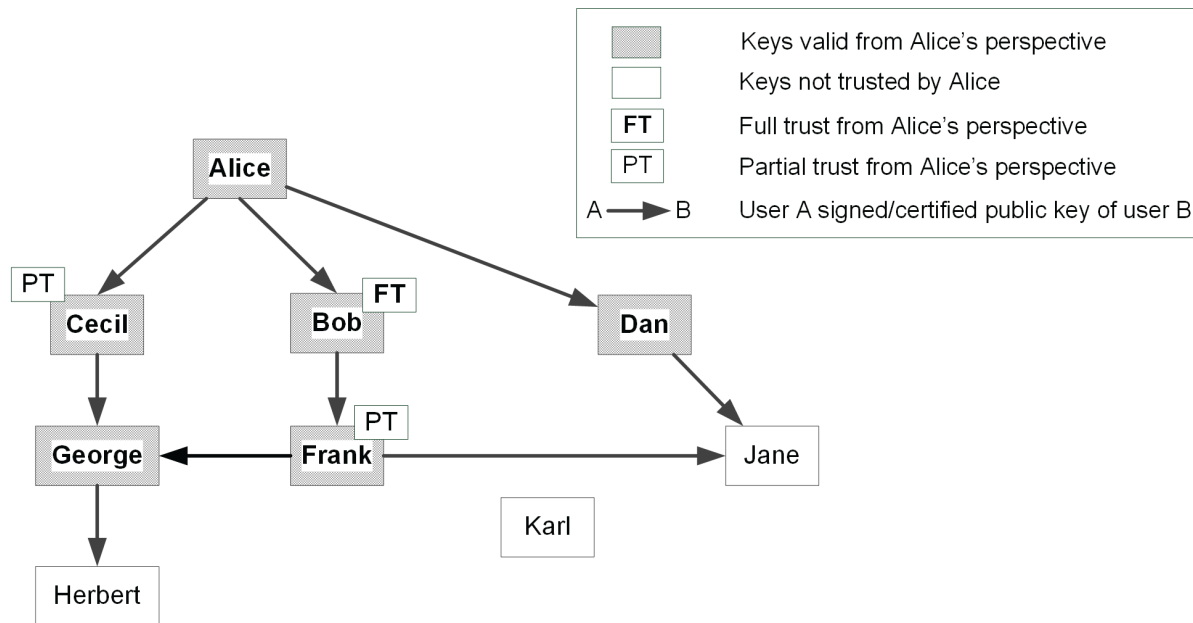 Keys valid from Alice's perspective
Keys not trusted by Alice
FT Full trust from Alice's perspective
PT Partial trust from Alice's perspective
A B User A signed/certified public key of user B
Alice
PT
FT
Cecil
Bob
Dan
PT
George
Frank
Jane
Karl
Herbert